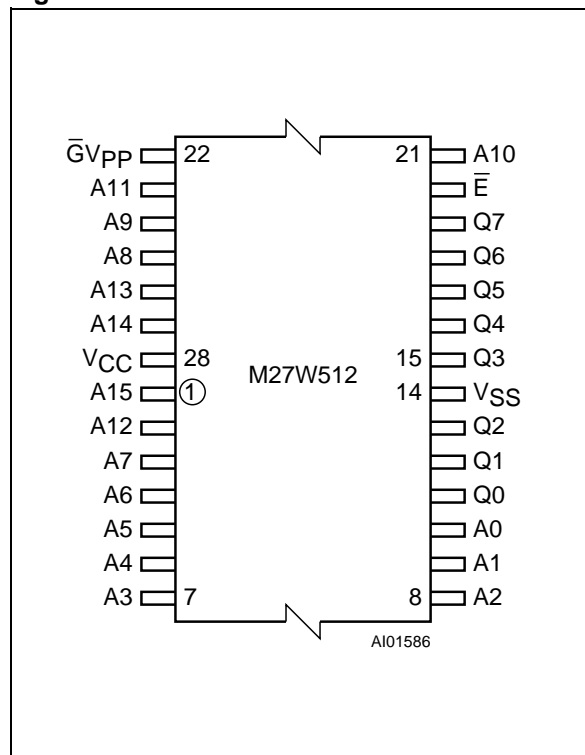 ḠVPP 22 21 A10
A11 Ē
A9 Q7
A8 Q6
A13 Q5
A14 Q4
VCC 28 15 Q3
M27W512
A15 1 14 VSS
A12 Q2
A7 Q1
A6 Q0
A5 A0
A4 A1
A3 7 8 A2
AI01586